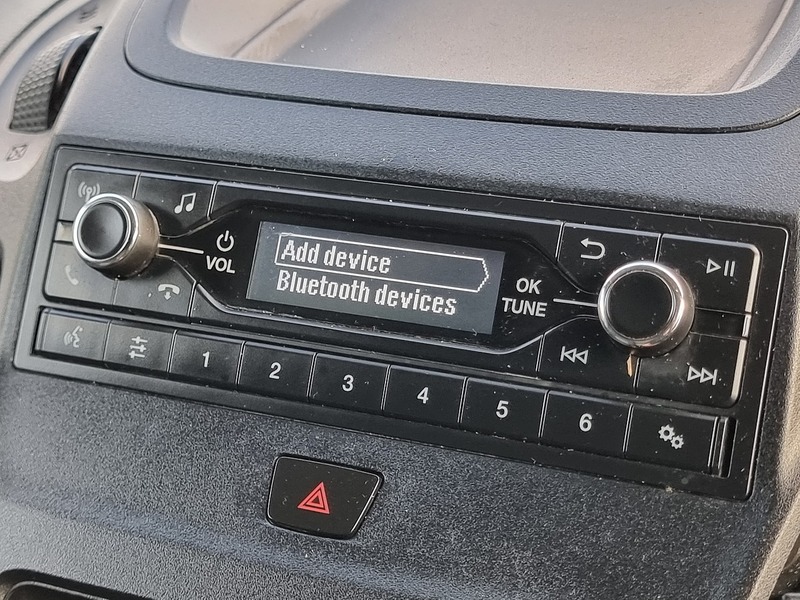 Add device
Bluetooth devices
VOL
OK
TUNE
1 2 3 4 5 6